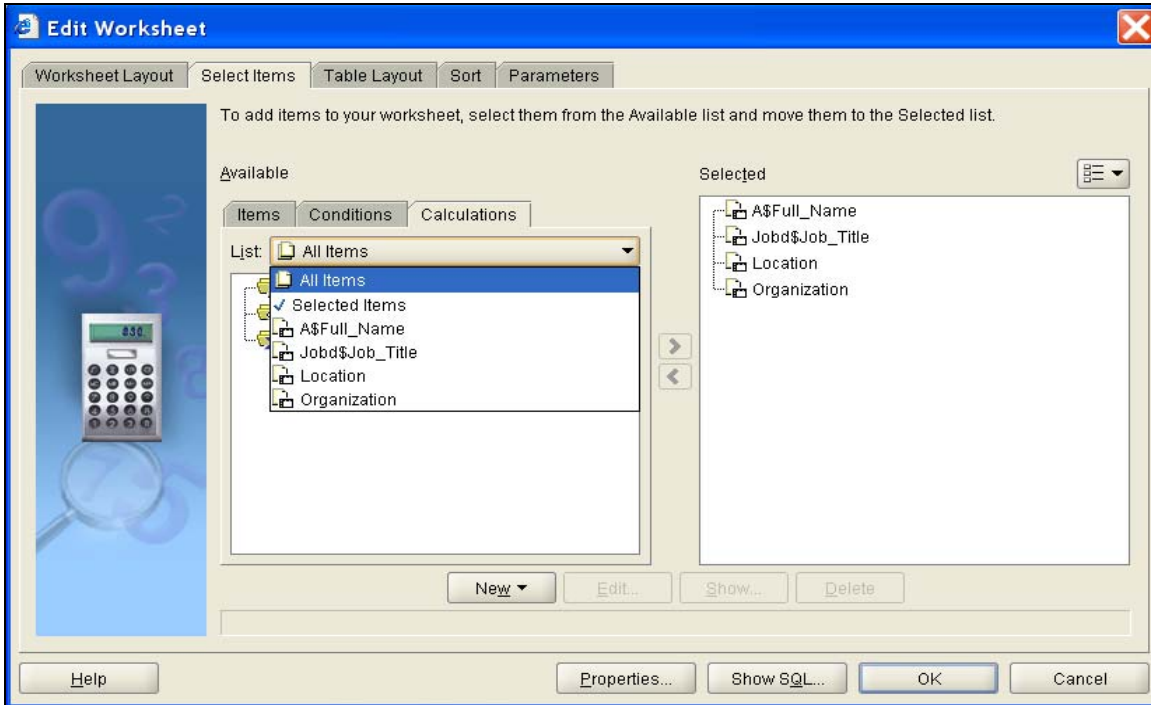 Edit Worksheet
Worksheet Layout Select Items Table Layout Sort Parameters
To add items to your worksheet, select them from the Available list and move them to the Selected list.
Available
Selected
Items Conditions Calculations
List: All Items
All Items
Selected Items
A$Full_Name
Jobd$Job_Title
Location
Organization
A$Full_Name
Jobd$Job_Title
Location
Organization
830.
New Edit... Show... Delete
Help Properties... Show SQL... OK Cancel